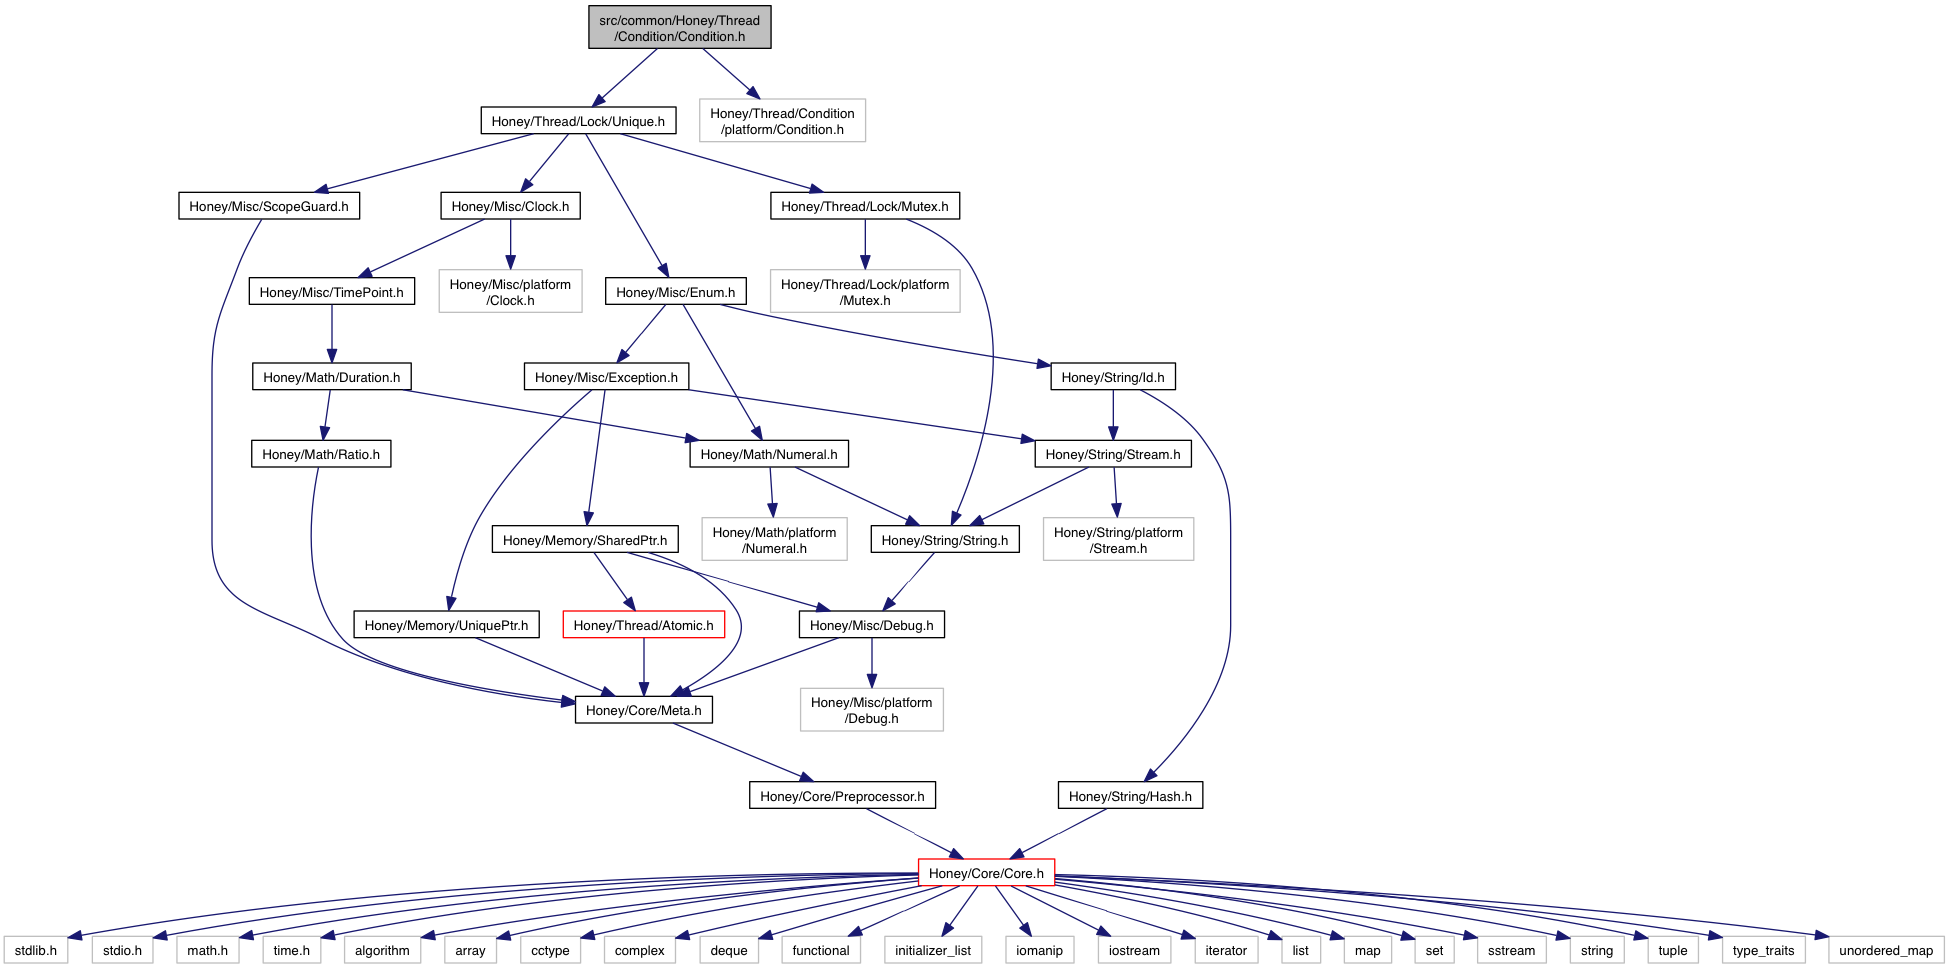 src/common/Honey/Thread
/Condition/Condition.h
Honey/Thread/Lock/Unique.h
Honey/Thread/Condition
/platform/Condition.h
Honey/Misc/ScopeGuard.h
Honey/Misc/Clock.h
Honey/Thread/Lock/Mutex.h
Honey/Misc/TimePoint.h
Honey/Misc/platform
/Clock.h
Honey/Misc/Enum.h
Honey/Thread/Lock/platform
/Mutex.h
Honey/Math/Duration.h
Honey/Misc/Exception.h
Honey/String/Id.h
Honey/Math/Ratio.h
Honey/Math/Numeral.h
Honey/String/Stream.h
Honey/Memory/SharedPtr.h
Honey/Math/platform
/Numeral.h
Honey/String/String.h
Honey/String/platform
/Stream.h
Honey/Memory/UniquePtr.h
Honey/Thread/Atomic.h
Honey/Misc/Debug.h
Honey/Core/Meta.h
Honey/Misc/platform
/Debug.h
Honey/Core/Preprocessor.h
Honey/String/Hash.h
Honey/Core/Core.h
stdlib.h
stdio.h
math.h
time.h
algorithm
array
cctype
complex
deque
functional
initializer_list
iomanip
iostream
iterator
list
map
set
sstream
string
tuple
type_traits
unordered_map